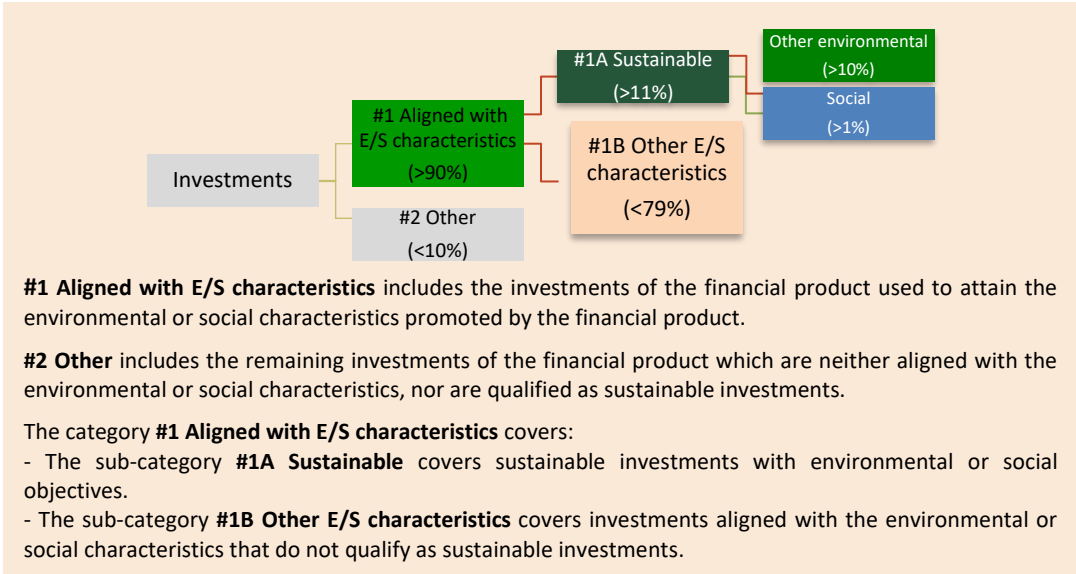 Investments
#1 Aligned with
E/S characteristics
(>90%)
#2 Other
(<10%)
#1A Sustainable
(>11%)
#1B Other E/S
characteristics
(<79%)
Other environmental
(>10%)
Social
(>1%)
#1 Aligned with E/S characteristics includes the investments of the financial product used to attain the
environmental or social characteristics promoted by the financial product.
#2 Other includes the remaining investments of the financial product which are neither aligned with the
environmental or social characteristics, nor are qualified as sustainable investments.
The category #1 Aligned with E/S characteristics covers:
- The sub-category #1A Sustainable covers sustainable investments with environmental or social
objectives.
- The sub-category #1B Other E/S characteristics covers investments aligned with the environmental or
social characteristics that do not qualify as sustainable investments.